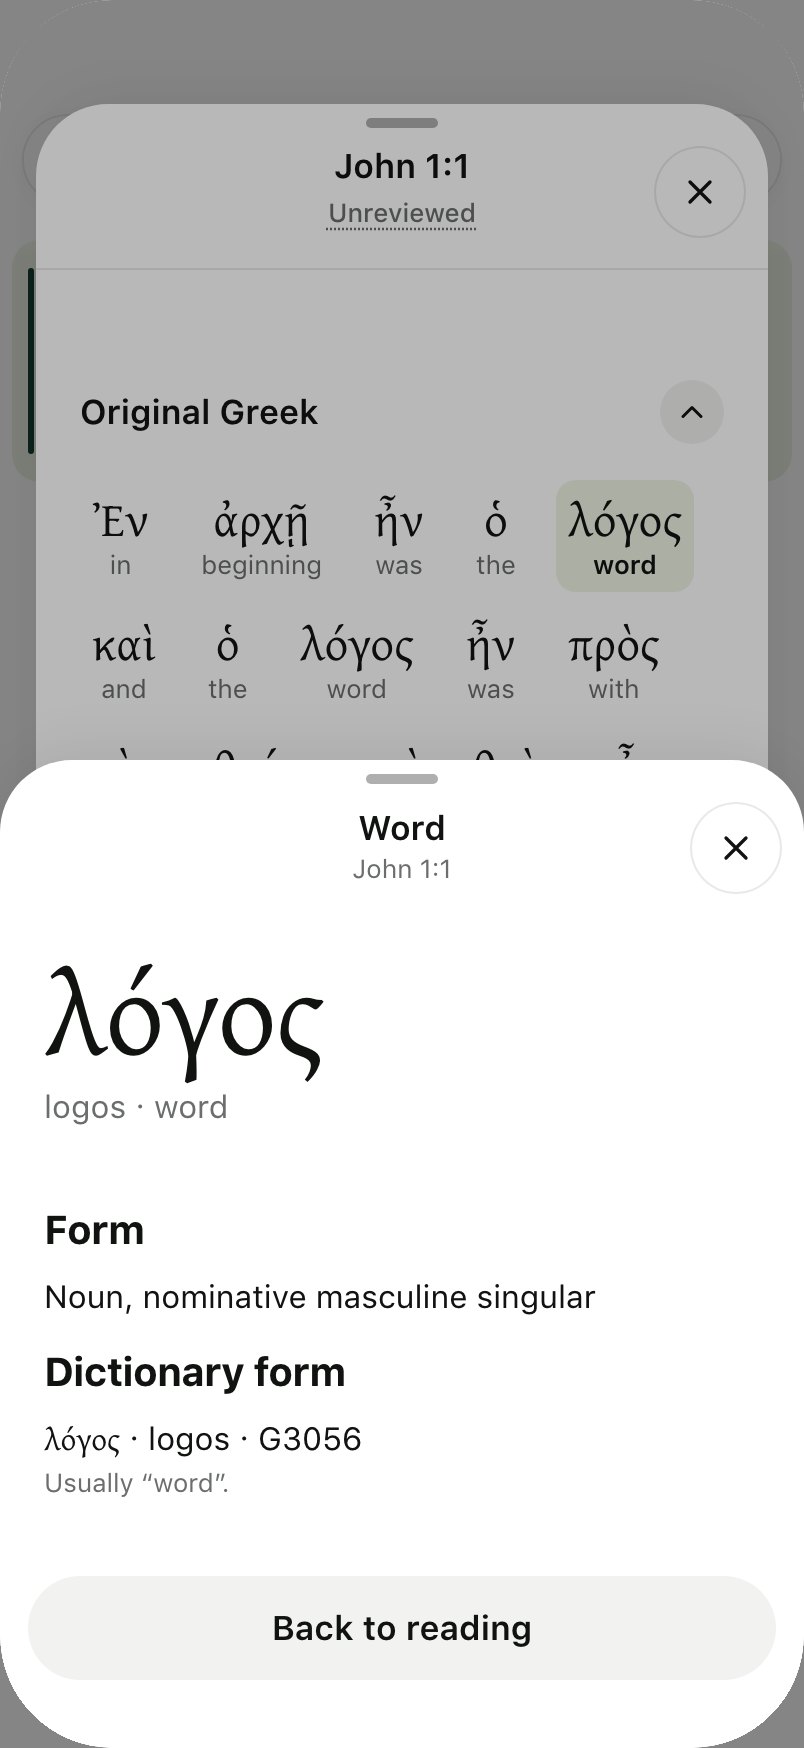 John 1:1
Unreviewed
Original Greek
Ἐν ἀρχῇ ἦν ὁ λόγος
in beginning was the word
καὶ ὁ λόγος ἦν πρὸς
and the word was with
Word
John 1:1
λόγος
logos · word
Form
Noun, nominative masculine singular
Dictionary form
λόγος · logos · G3056
Usually “word”.
Back to reading